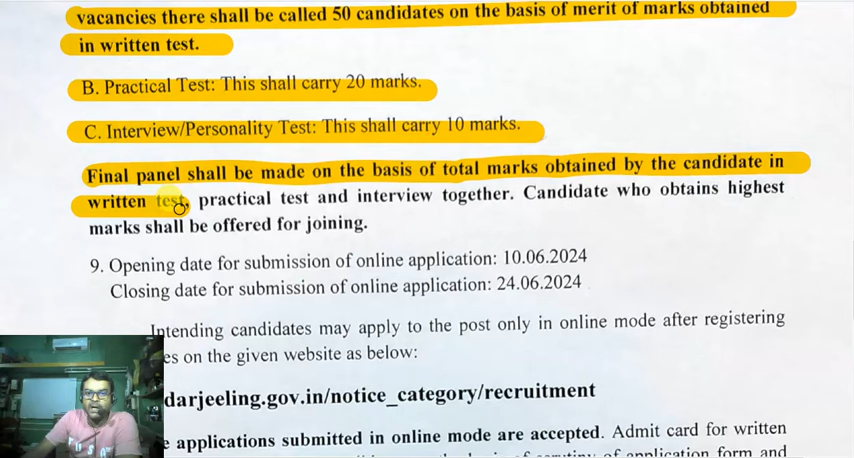 vacancies there shall be called 50 candidates on the basis of merit of marks obtained
in written test.
B. Practical Test: This shall carry 20 marks.
C. Interview/Personality Test: This shall carry 10 marks.
Final panel shall be made on the basis of total marks obtained by the candidate in
written test, practical test and interview together. Candidate who obtains highest
marks shall be offered for joining.
9. Opening date for submission of online application: 10.06.2024
Closing date for submission of online application: 24.06.2024
Intending candidates may apply to the post only in online mode after registering
es on the given website as below:
darjeeling.gov.in/notice_category/recruitment
e applications submitted in online mode are accepted. Admit card for written
of application form and